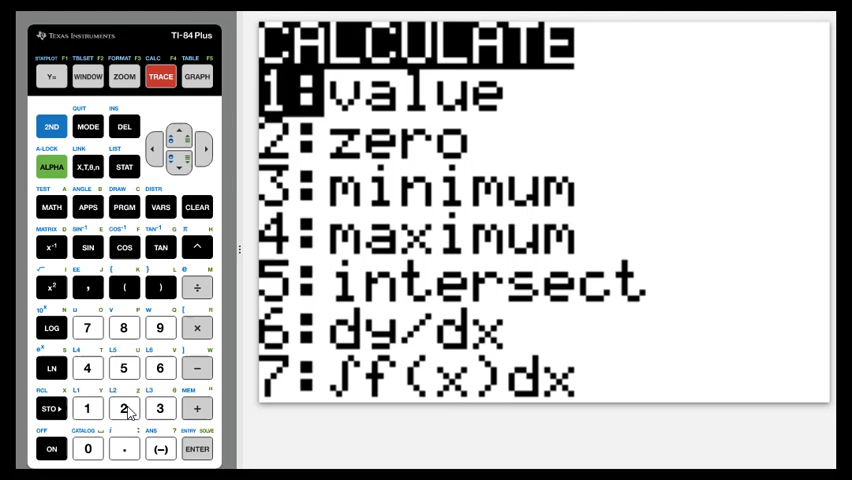 TEXAS INSTRUMENTS TI-84 Plus
STATPLOT F1 TBLSET F2 FORMAT F3 CALC F4 TABLE F5
Y= WINDOW ZOOM TRACE GRAPH
QUIT INS
2ND MODE DEL
A-LOCK LINK LIST
ALPHA X,T,θ,n STAT
TEST A ANGLE B DRAW C DISTR
MATH APPS PRGM VARS CLEAR
MATRIX D SIN⁻¹ E COS⁻¹ F TAN⁻¹ G π H
x⁻¹ SIN COS TAN ^
√ I EE J { K } L e M
x² , ( ) ÷
10ˣ N u O v P w Q [ R
LOG 7 8 9 ×
eˣ S L4 T L5 U L6 V ] W
LN 4 5 6 −
RCL X L1 Y L2 Z L3 θ MEM "
STO▸ 1 2 3 +
OFF CATALOG ⎵ i : ANS ? ENTRY SOLVE
ON 0 . (−) ENTER
CALCULATE
1:value
2:zero
3:minimum
4:maximum
5:intersect
6:dy/dx
7:∫f(x)dx